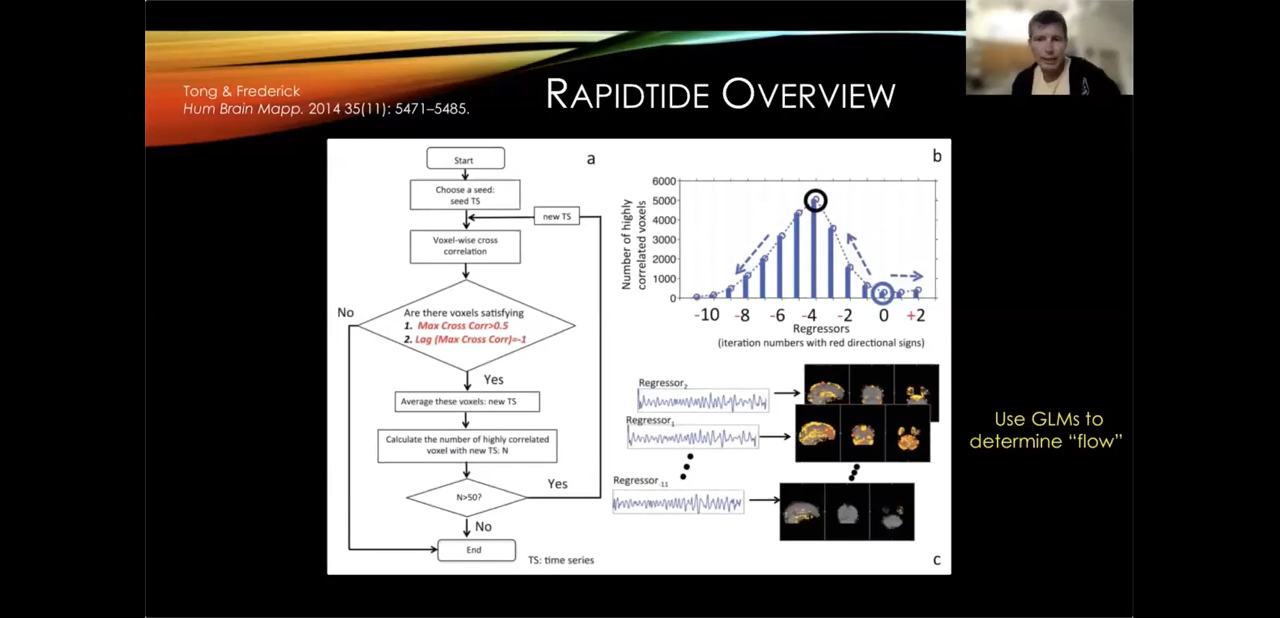 Tong & Frederick
Hum Brain Mapp. 2014 35(11): 5471–5485.
RAPIDTIDE OVERVIEW
a
Start
Choose a seed:
seed TS
new TS
Voxel-wise cross
correlation
No
Are there voxels satisfying
1. Max Cross Corr>0.5
2. Lag (Max Cross Corr)=-1
Yes
Average these voxels: new TS
Calculate the number of highly correlated
voxel with new TS: N
Yes
N>50?
No
End
TS: time series
b
Number of highly
correlated voxels
6000
5000
4000
3000
2000
1000
0
-10 -8 -6 -4 -2 0 +2
Regressors
(iteration numbers with red directional signs)
Regressor2
Regressor1
Regressor-11
c
Use GLMs to
determine “flow”